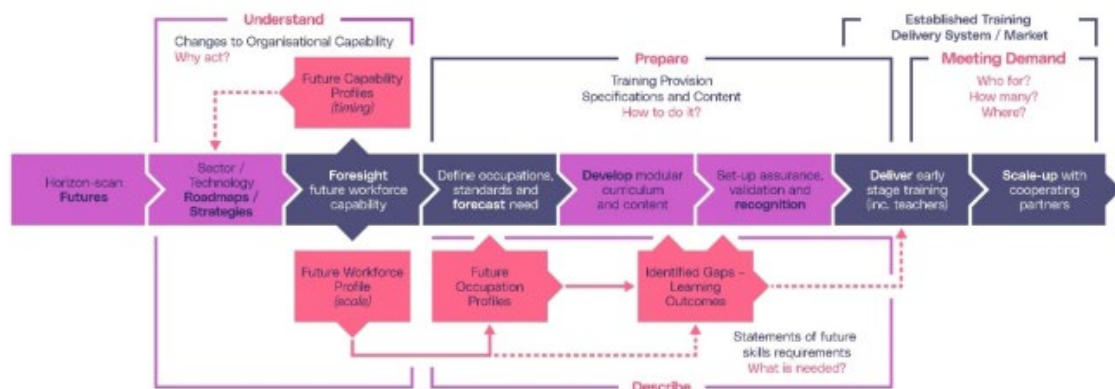 Understand
Changes to Organisational Capability
Why act?
Established Training
Delivery System / Market
Prepare
Training Provision
Specifications and Content
How to do it?
Meeting Demand
Who for?
How many?
Where?
Future Capability
Profiles
(timing)
Horizon-scan
Futures
Sector /
Technology
Roadmaps /
Strategies
Foresight
future workforce
capability
Define occupations,
standards and
forecast need
Develop modular
curriculum
and content
Set-up assurance,
validation and
recognition
Deliver early
stage training
(inc. teachers)
Scale-up with
cooperating
partners
Future Workforce
Profile
(scale)
Future
Occupation
Profiles
Identified Gaps –
Learning
Outcomes
Statements of future
skills requirements
What is needed?
Describe